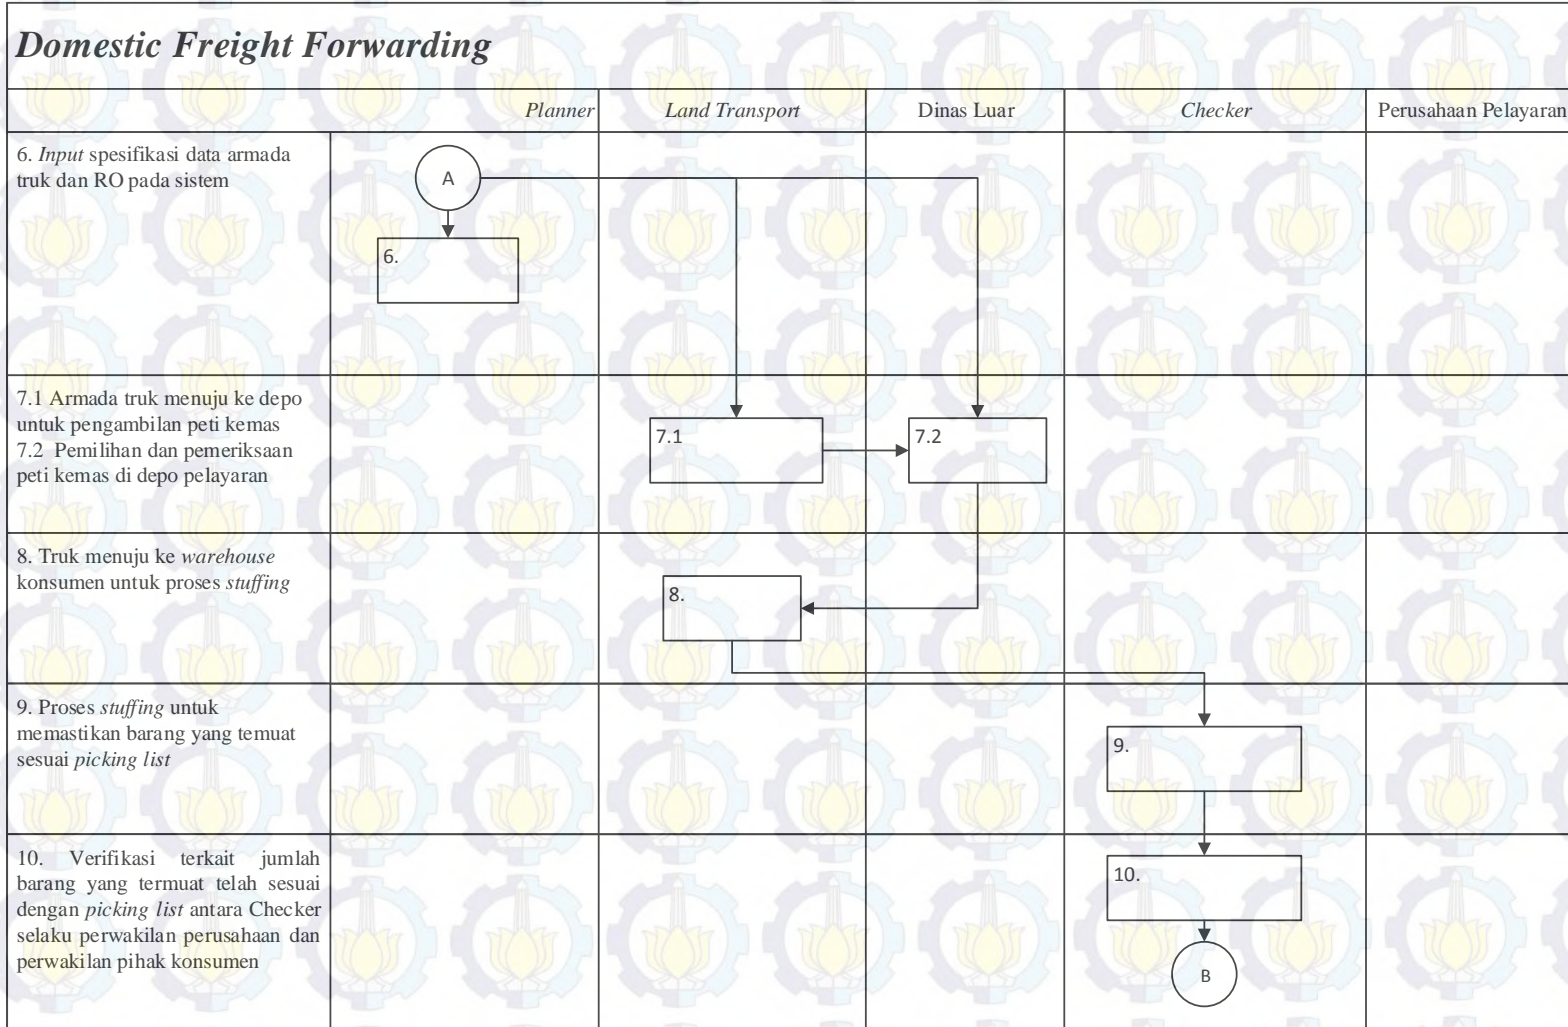 Domestic Freight Forwarding
Planner
Land Transport
Dinas Luar
Checker
Perusahaan Pelayaran
6. Input spesifikasi data armada
truk dan RO pada sistem
A
6.
7.1 Armada truk menuju ke depo
untuk pengambilan peti kemas
7.2 Pemilihan dan pemeriksaan
peti kemas di depo pelayaran
7.1
7.2
8. Truk menuju ke warehouse
konsumen untuk proses stuffing
8.
9. Proses stuffing untuk
memastikan barang yang temuat
sesuai picking list
9.
10. Verifikasi terkait jumlah
barang yang termuat telah sesuai
dengan picking list antara Checker
selaku perwakilan perusahaan dan
perwakilan pihak konsumen
10.
B